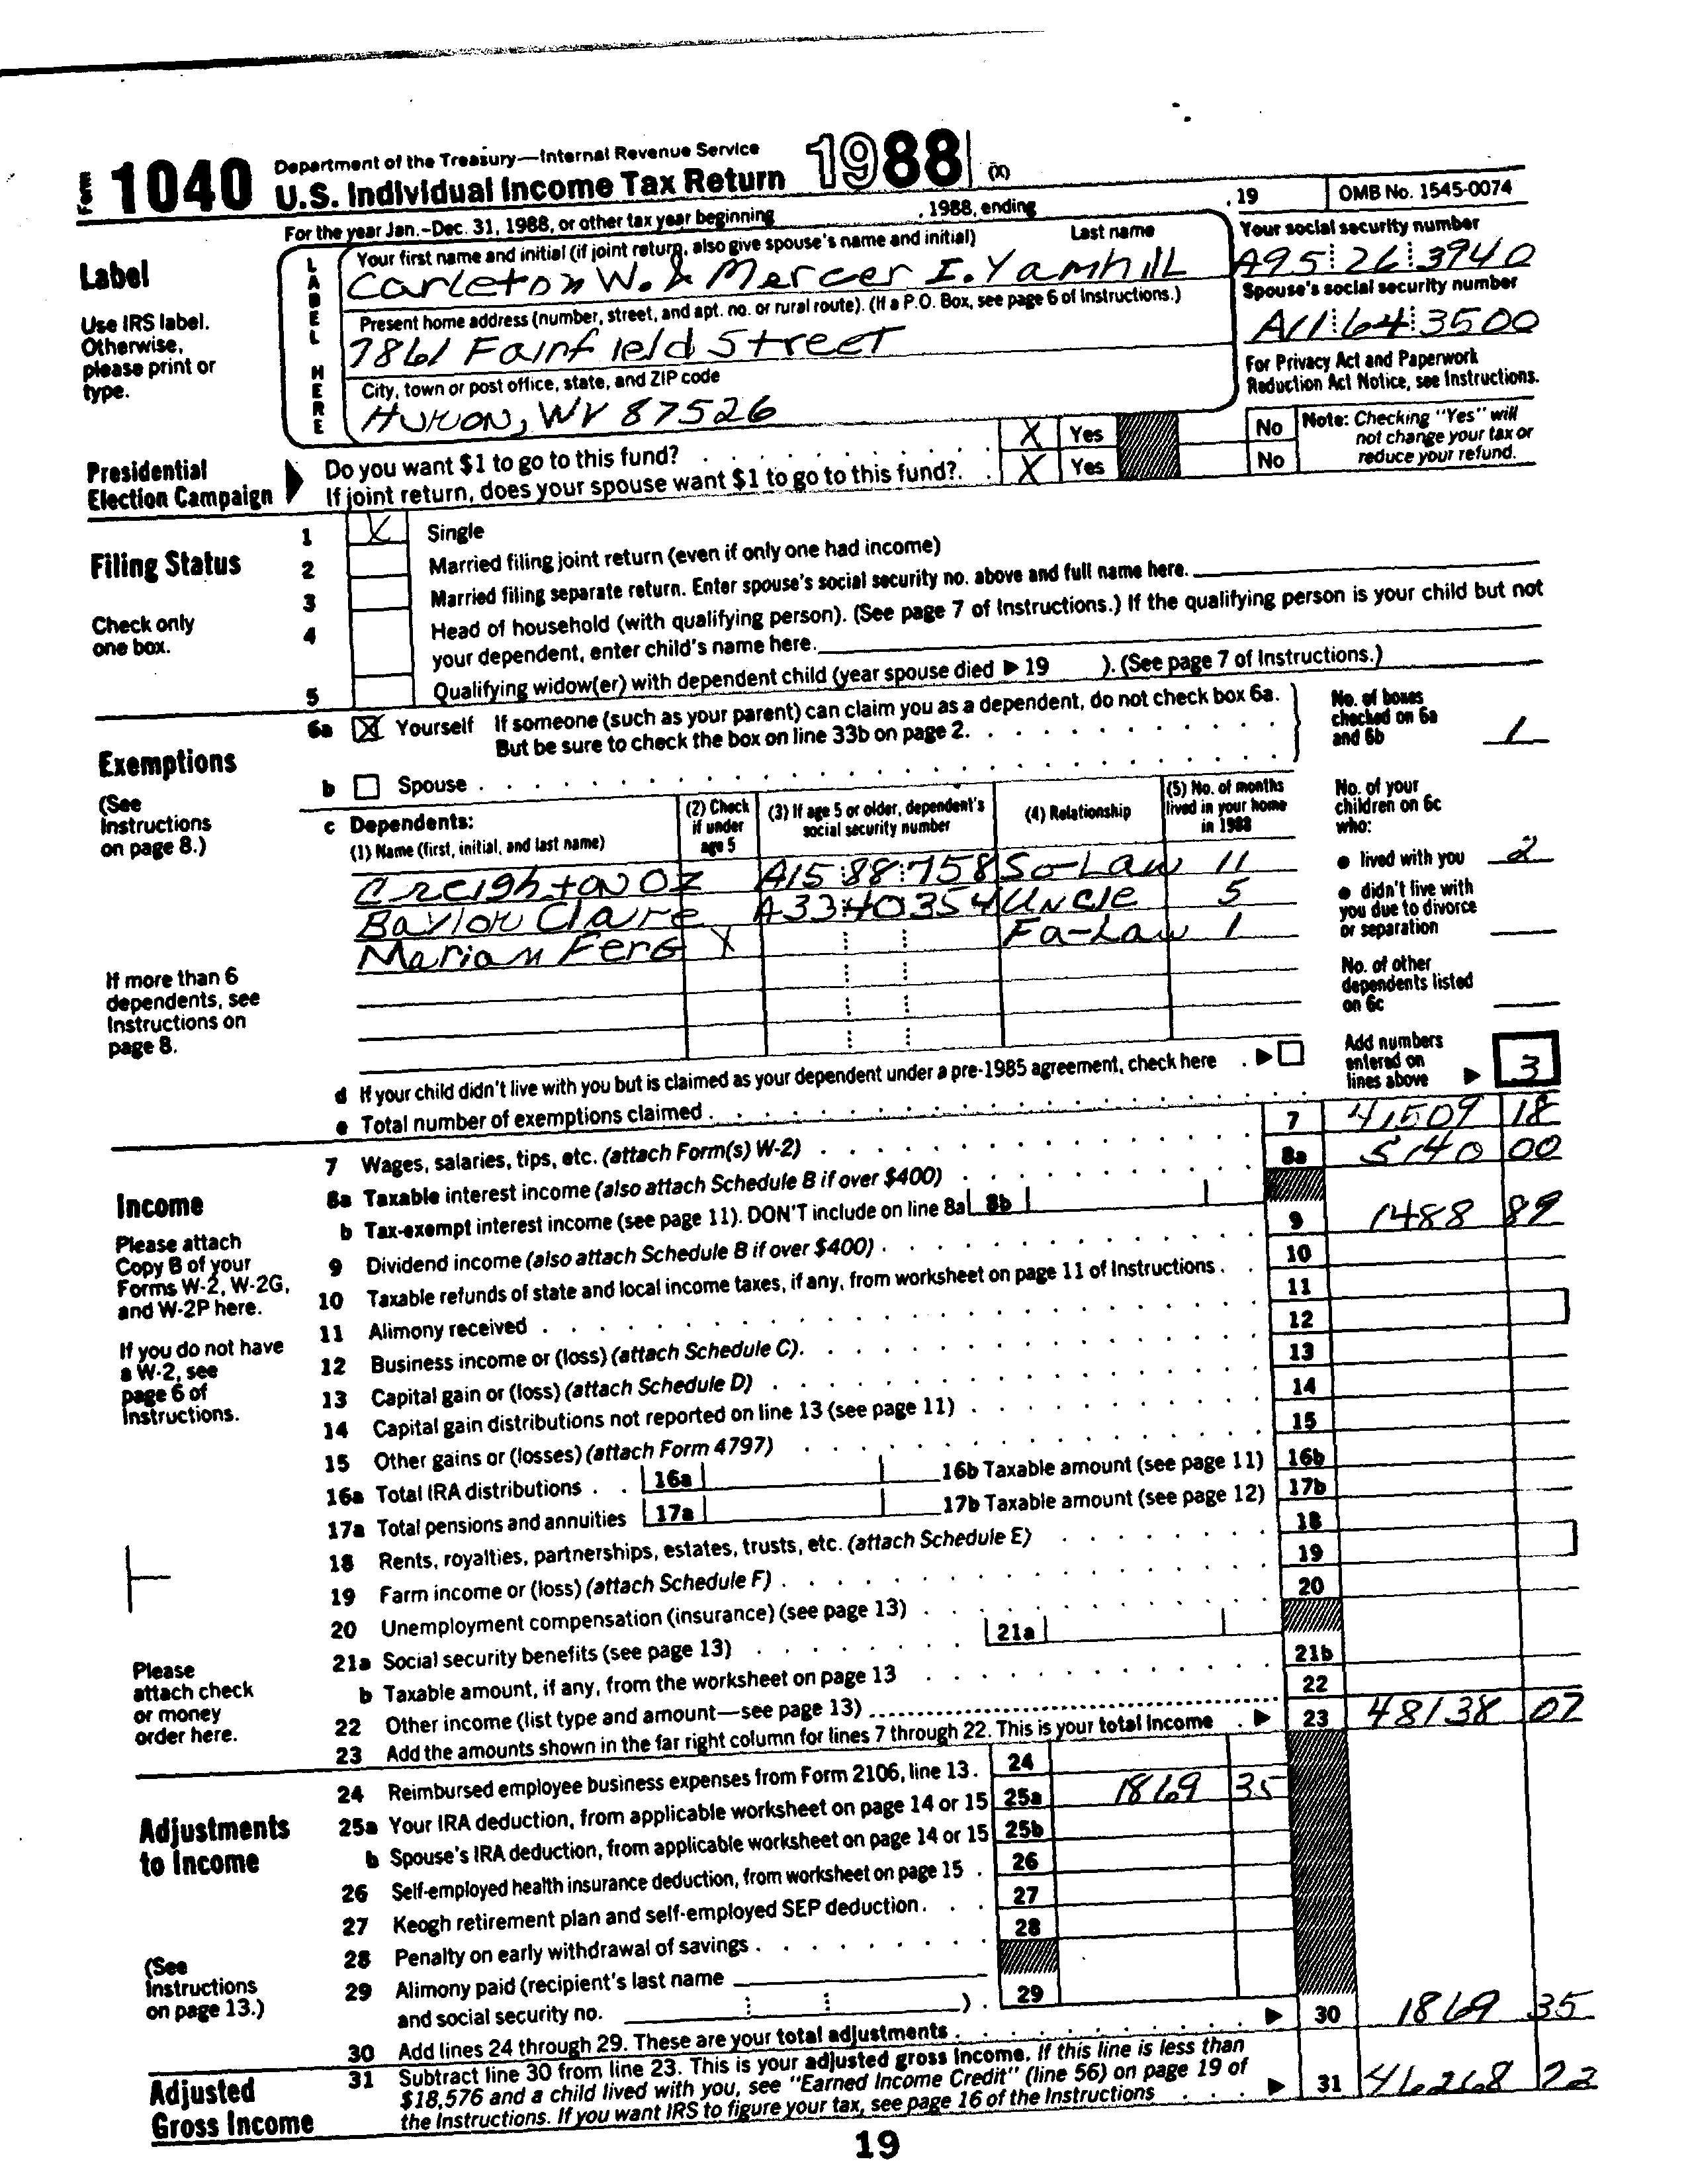 Form 1040 Department of the Treasury—Internal Revenue Service
U.S. Individual Income Tax Return 1988 (X)
For the year Jan.–Dec. 31, 1988, or other tax year beginning , 1988, ending , 19 OMB No. 1545-0074
Label
Use IRS label.
Otherwise,
please print or
type.
LABEL HERE
Your first name and initial (if joint return, also give spouse's name and initial) Last name
Carleton W. & Mercer I. Yamhill
Your social security number
A95 26 3940
Present home address (number, street, and apt. no. or rural route). (If a P.O. Box, see page 6 of Instructions.)
7861 Fairfield Street
Spouse's social security number
A11 64 3500
City, town or post office, state, and ZIP code
Huron, WV 87526
For Privacy Act and Paperwork
Reduction Act Notice, see Instructions.
Presidential
Election Campaign
Do you want $1 to go to this fund? X Yes No
If joint return, does your spouse want $1 to go to this fund? X Yes No
Note: Checking "Yes" will
not change your tax or
reduce your refund.
Filing Status
Check only
one box.
1 X Single
2 Married filing joint return (even if only one had income)
3 Married filing separate return. Enter spouse's social security no. above and full name here.
4 Head of household (with qualifying person). (See page 7 of Instructions.) If the qualifying person is your child but not
your dependent, enter child's name here.
5 Qualifying widow(er) with dependent child (year spouse died ▶ 19 ). (See page 7 of Instructions.)
Exemptions
(See
Instructions
on page 8.)
6a X Yourself If someone (such as your parent) can claim you as a dependent, do not check box 6a.
But be sure to check the box on line 33b on page 2.
b Spouse
No. of boxes
checked on 6a
and 6b 1
c Dependents:
(1) Name (first, initial, and last name)
(2) Check
if under
age 5
(3) If age 5 or older, dependent's
social security number
(4) Relationship
(5) No. of months
lived in your home
in 1988
Creighton Oz A15 88 758 So-Law 11
Baylor Claire A33 40 354 Uncle 5
Marian Ferg X Fa-Law 1
No. of your
children on 6c
who:
● lived with you 2
● didn't live with
you due to divorce
or separation
No. of other
dependents listed
on 6c
If more than 6
dependents, see
Instructions on
page 8.
d If your child didn't live with you but is claimed as your dependent under a pre-1985 agreement, check here ▶
e Total number of exemptions claimed
Add numbers
entered on
lines above ▶ 3
Income
Please attach
Copy B of your
Forms W-2, W-2G,
and W-2P here.
If you do not have
a W-2, see
page 6 of
Instructions.
Please
attach check
or money
order here.
7 Wages, salaries, tips, etc. (attach Form(s) W-2) 7 41509 18
8a Taxable interest income (also attach Schedule B if over $400) 8a 5140 00
b Tax-exempt interest income (see page 11). DON'T include on line 8a 8b
9 Dividend income (also attach Schedule B if over $400) 9 1488 89
10 Taxable refunds of state and local income taxes, if any, from worksheet on page 11 of Instructions 10
11 Alimony received 11
12 Business income or (loss) (attach Schedule C) 12
13 Capital gain or (loss) (attach Schedule D) 13
14 Capital gain distributions not reported on line 13 (see page 11) 14
15 Other gains or (losses) (attach Form 4797) 15
16a Total IRA distributions 16a 16b Taxable amount (see page 11) 16b
17a Total pensions and annuities 17a 17b Taxable amount (see page 12) 17b
18 Rents, royalties, partnerships, estates, trusts, etc. (attach Schedule E) 18
19 Farm income or (loss) (attach Schedule F) 19
20 Unemployment compensation (insurance) (see page 13) 20
21a Social security benefits (see page 13) 21a
b Taxable amount, if any, from the worksheet on page 13 21b
22 Other income (list type and amount—see page 13) 22
23 Add the amounts shown in the far right column for lines 7 through 22. This is your total income ▶ 23 48138 07
Adjustments
to Income
(See
Instructions
on page 13.)
24 Reimbursed employee business expenses from Form 2106, line 13. 24
25a Your IRA deduction, from applicable worksheet on page 14 or 15 25a 1869 35
b Spouse's IRA deduction, from applicable worksheet on page 14 or 15 25b
26 Self-employed health insurance deduction, from worksheet on page 15 26
27 Keogh retirement plan and self-employed SEP deduction 27
28 Penalty on early withdrawal of savings 28
29 Alimony paid (recipient's last name
and social security no. ) 29
30 Add lines 24 through 29. These are your total adjustments ▶ 30 1869 35
Adjusted
Gross Income
31 Subtract line 30 from line 23. This is your adjusted gross income. If this line is less than
$18,576 and a child lived with you, see "Earned Income Credit" (line 56) on page 19 of
the Instructions. If you want IRS to figure your tax, see page 16 of the Instructions ▶ 31 46268 72
19